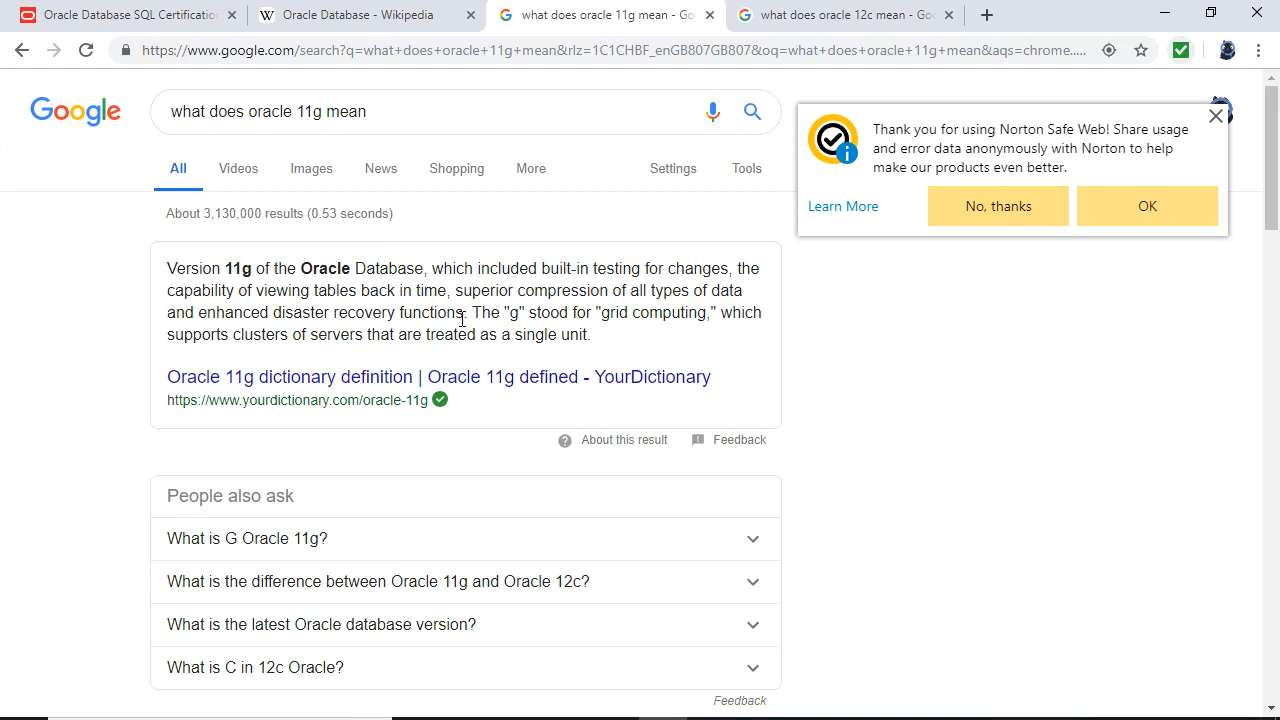 Oracle Database SQL Certification
Oracle Database - Wikipedia
what does oracle 11g mean - Go
what does oracle 12c mean - Go
https://www.google.com/search?q=what+does+oracle+11g+mean&rlz=1C1CHBF_enGB807GB807&oq=what+does+oracle+11g+mean&aqs=chrome.....
Google
what does oracle 11g mean
All
Videos
Images
News
Shopping
More
Settings
Tools
Thank you for using Norton Safe Web! Share usage
and error data anonymously with Norton to help
make our products even better.
Learn More
No, thanks
OK
About 3,130,000 results (0.53 seconds)
Version 11g of the Oracle Database, which included built-in testing for changes, the
capability of viewing tables back in time, superior compression of all types of data
and enhanced disaster recovery functions. The "g" stood for "grid computing," which
supports clusters of servers that are treated as a single unit.
Oracle 11g dictionary definition | Oracle 11g defined - YourDictionary
https://www.yourdictionary.com/oracle-11g
About this result
Feedback
People also ask
What is G Oracle 11g?
What is the difference between Oracle 11g and Oracle 12c?
What is the latest Oracle database version?
What is C in 12c Oracle?
Feedback